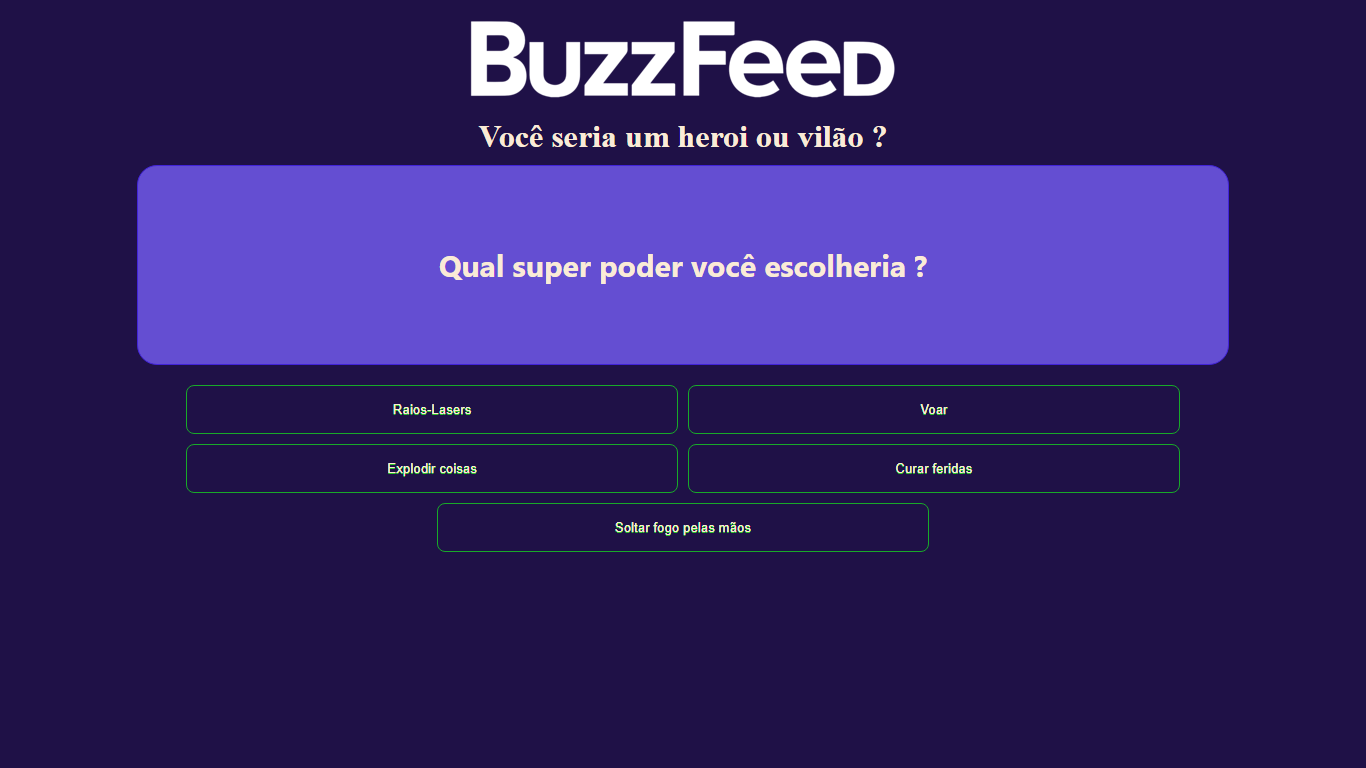 BuzzFeed
Você seria um heroi ou vilão ?
Qual super poder você escolheria ?
Raios-Lasers
Voar
Explodir coisas
Curar feridas
Soltar fogo pelas mãos